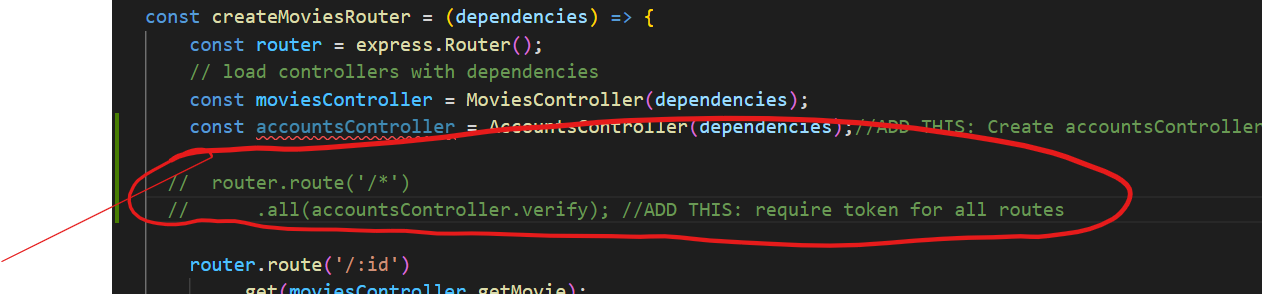 const createMoviesRouter = (dependencies) => {
const router = express.Router();
// load controllers with dependencies
const moviesController = MoviesController(dependencies);
const accountsController = AccountsController(dependencies);//ADD THIS: Create accountsController
// router.route('/*')
// .all(accountsController.verify); //ADD THIS: require token for all routes
router.route('/:id')
.get(moviesController.getMovie);